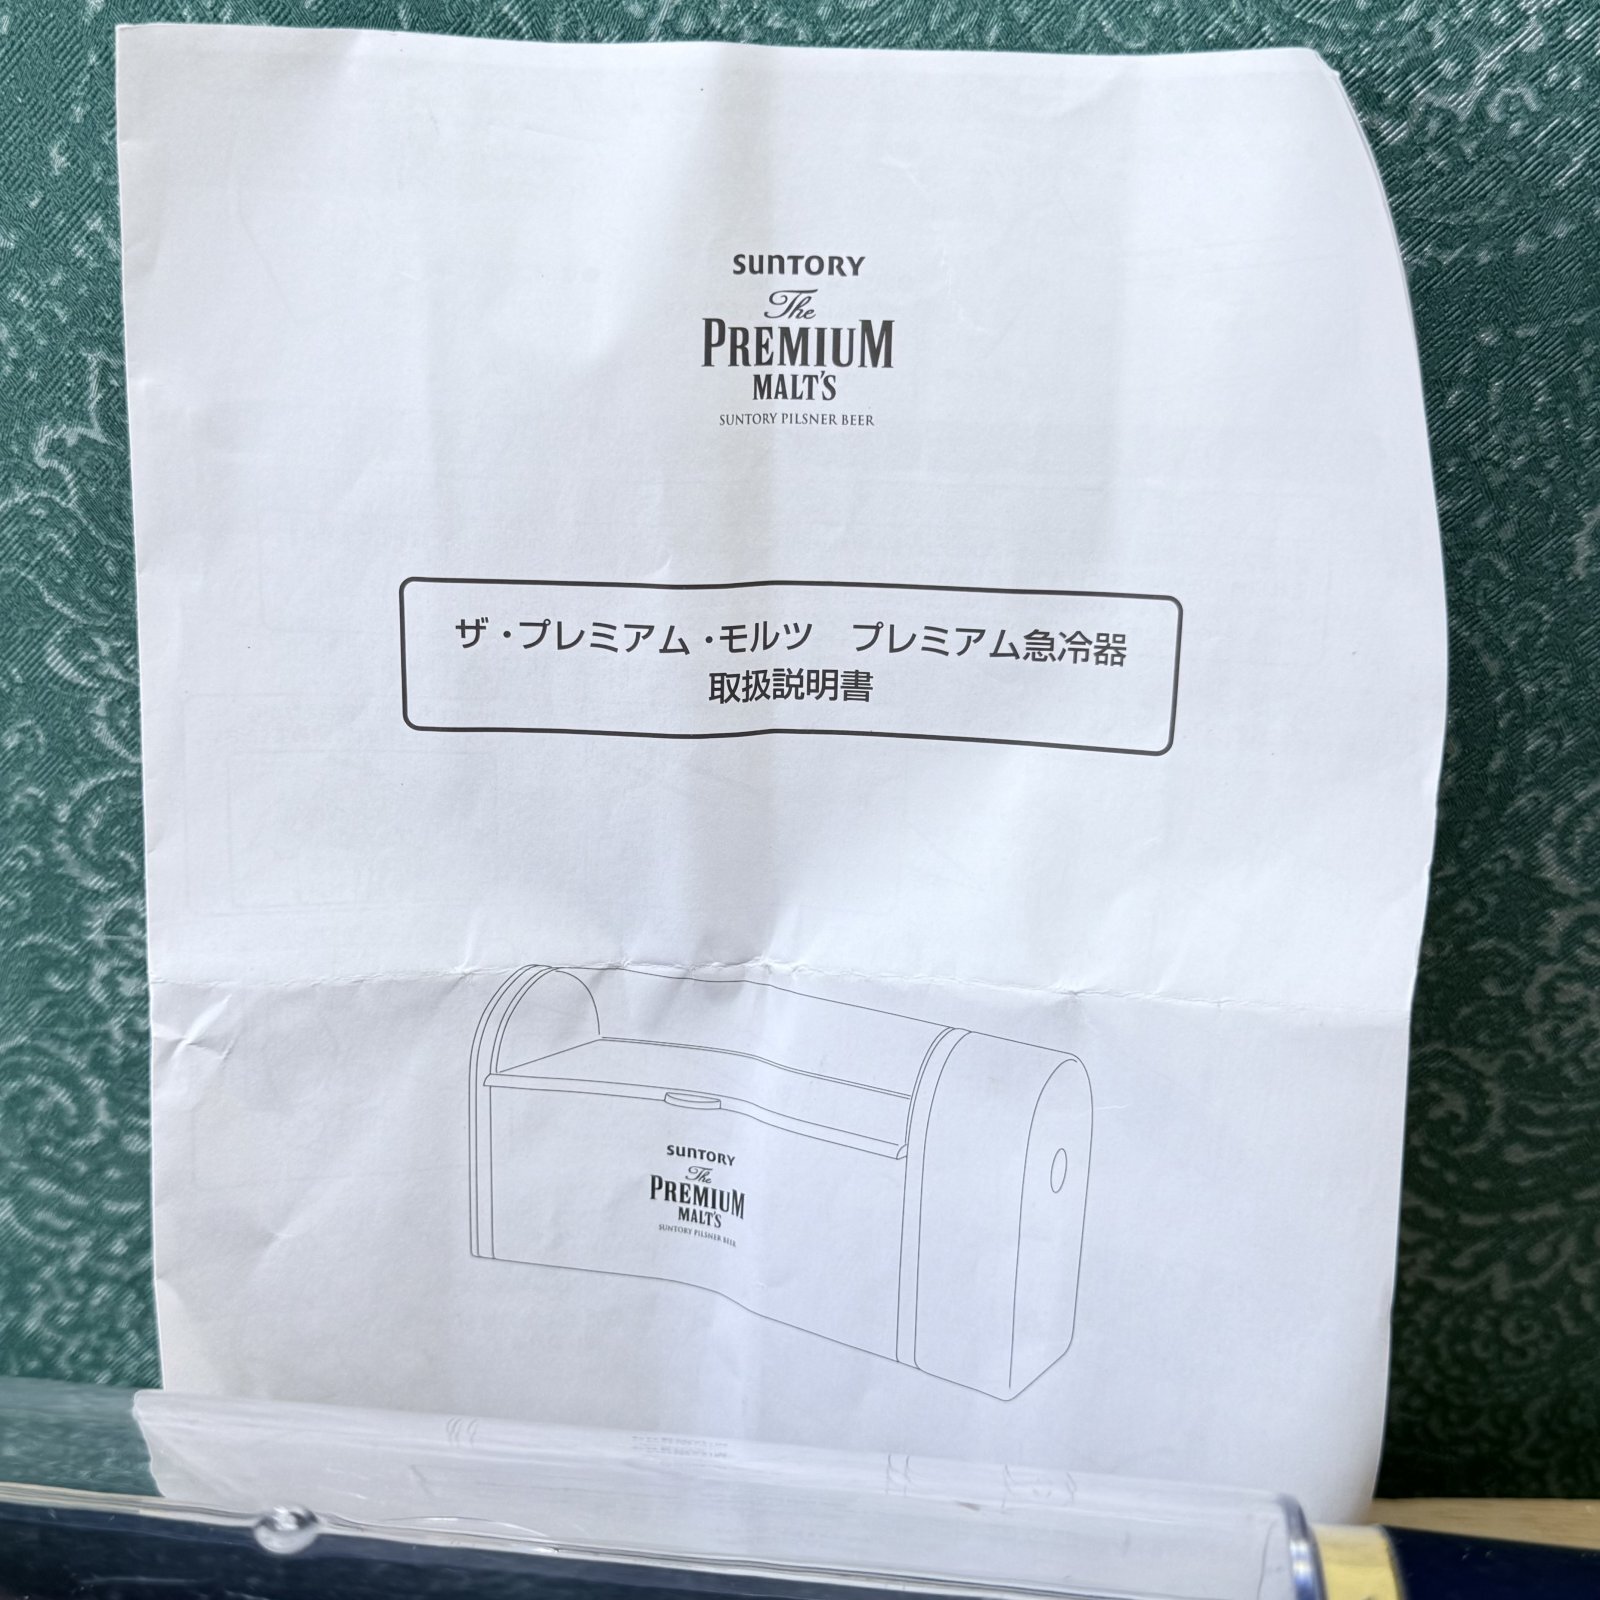 SUNTORY
The
PREMIUM
MALT'S
SUNTORY PILSNER BEER
ザ・プレミアム・モルツ　プレミアム急冷器
取扱説明書
SUNTORY
The
PREMIUM
MALT'S
SUNTORY PILSNER BEER